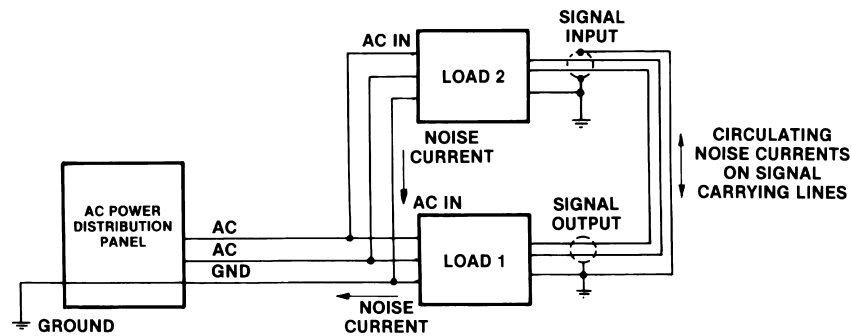 SIGNAL
INPUT
AC IN
LOAD 2
NOISE
CURRENT
CIRCULATING
NOISE CURRENTS
ON SIGNAL
CARRYING LINES
AC POWER
DISTRIBUTION
PANEL
AC IN
SIGNAL
OUTPUT
AC
AC
GND
LOAD 1
NOISE
CURRENT
GROUND